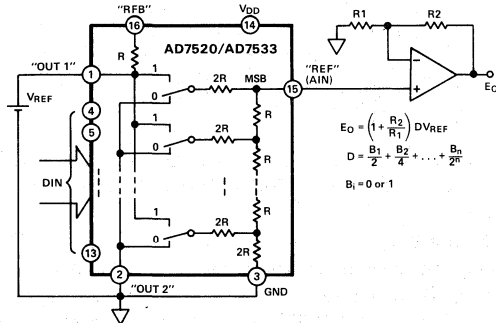 "RFB" VDD
16 14
R
AD7520/AD7533
R1 R2
"OUT 1" 1
1
0
2R MSB
15 "REF" (AIN)
−
+
EO
VREF
4
5
R
1
0
2R
R
DIN
EO = (1 + R2/R1) DVREF
D = B1/2 + B2/4 + . . . + Bn/2ⁿ
Bi = 0 or 1
R
1
0
2R
2R
13
2 3
"OUT 2" GND